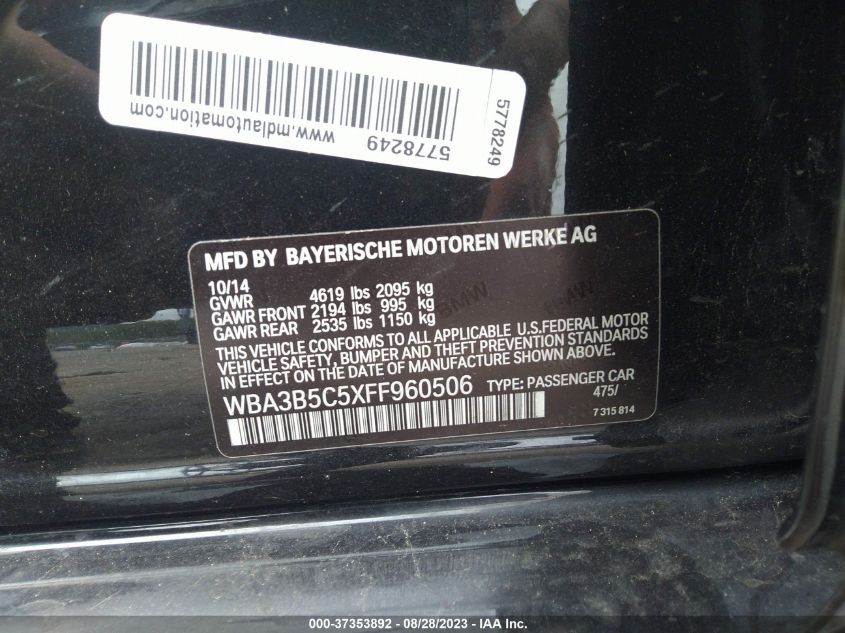 5778249
www.mdlautomation.com
5778249
MFD BY BAYERISCHE MOTOREN WERKE AG
10/14
GVWR 4619 lbs 2095 kg
GAWR FRONT 2194 lbs 995 kg
GAWR REAR 2535 lbs 1150 kg
THIS VEHICLE CONFORMS TO ALL APPLICABLE U.S.FEDERAL MOTOR
VEHICLE SAFETY, BUMPER AND THEFT PREVENTION STANDARDS
IN EFFECT ON THE DATE OF MANUFACTURE SHOWN ABOVE.
WBA3B5C5XFF960506 TYPE: PASSENGER CAR
475/
7 315 814
BMW
BMW
000-37353892 — 08/28/2023 — IAA Inc.